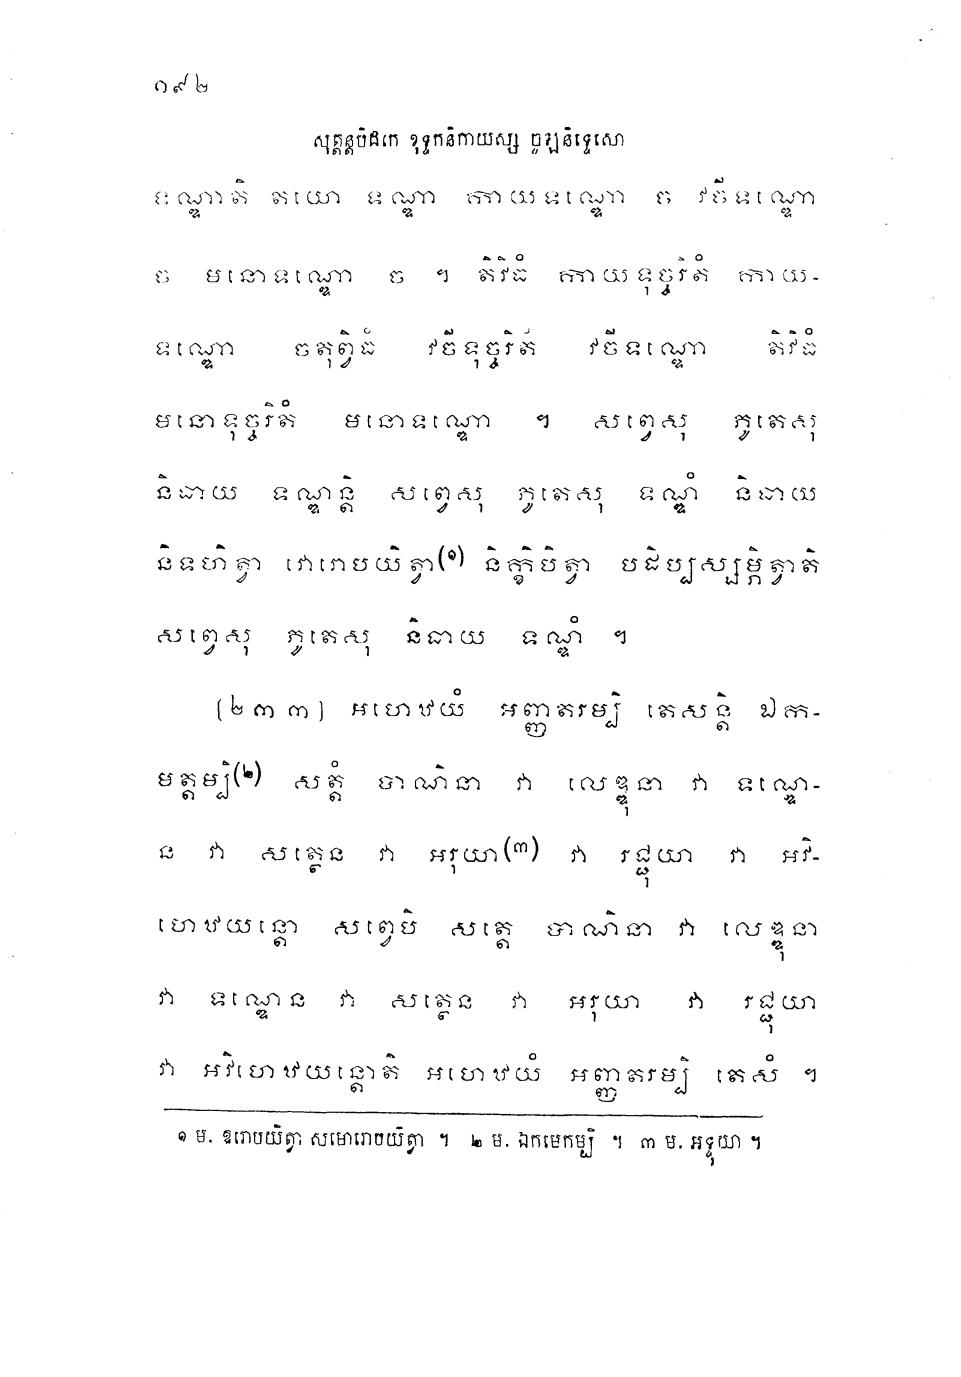 ១៩២
សុត្តន្តបិដកេ ខុទ្ទកនិកាយស្ស ចូឡនិទ្ទេសោ
ទណ្ឌាតិ តយោ ទណ្ឌា កាយទណ្ឌោ ច វចីទណ្ឌោ
ច មនោទណ្ឌោ ច ។ តិវិធំ កាយទុច្ចរិតំ កាយ-
ទណ្ឌោ ចតុព្វិធំ វចីទុច្ចរិតំ វចីទណ្ឌោ តិវិធំ
មនោទុច្ចរិតំ មនោទណ្ឌោ ។ សព្វេសុ ភូតេសុ
និធាយ ទណ្ឌន្តិ សព្វេសុ ភូតេសុ ទណ្ឌំ និធាយ
និទហិត្វា វោរោបយិត្វា(១) និក្ខិបិត្វា បដិប្បស្សម្ភិត្វាតិ
សព្វេសុ ភូតេសុ និធាយ ទណ្ឌំ ។
[២៣៣] អហេឋយំ អញ្ញតរម្បិ តេសន្តិ ឯក-
មត្តម្បិ(២) សត្តំ បាណិនា វា លេឌ្ឌុនា វា ទណ្ឌេ-
ន វា សត្ថេន វា អរុយា(៣) វា រជ្ជុយា វា អវិ-
ហេឋយន្តោ សព្វេបិ សត្តេ បាណិនា វា លេឌ្ឌុនា
វា ទណ្ឌេន វា សត្ថេន វា អរុយា វា រជ្ជុយា
វា អវិហេឋយន្តោតិ អហេឋយំ អញ្ញតរម្បិ តេសំ ។
១ ម. ឱរោបយិត្វា សមោរោបយិត្វា ។ ២ ម. ឯកមេកម្បិ ។ ៣ ម. អទ្ទុយា ។